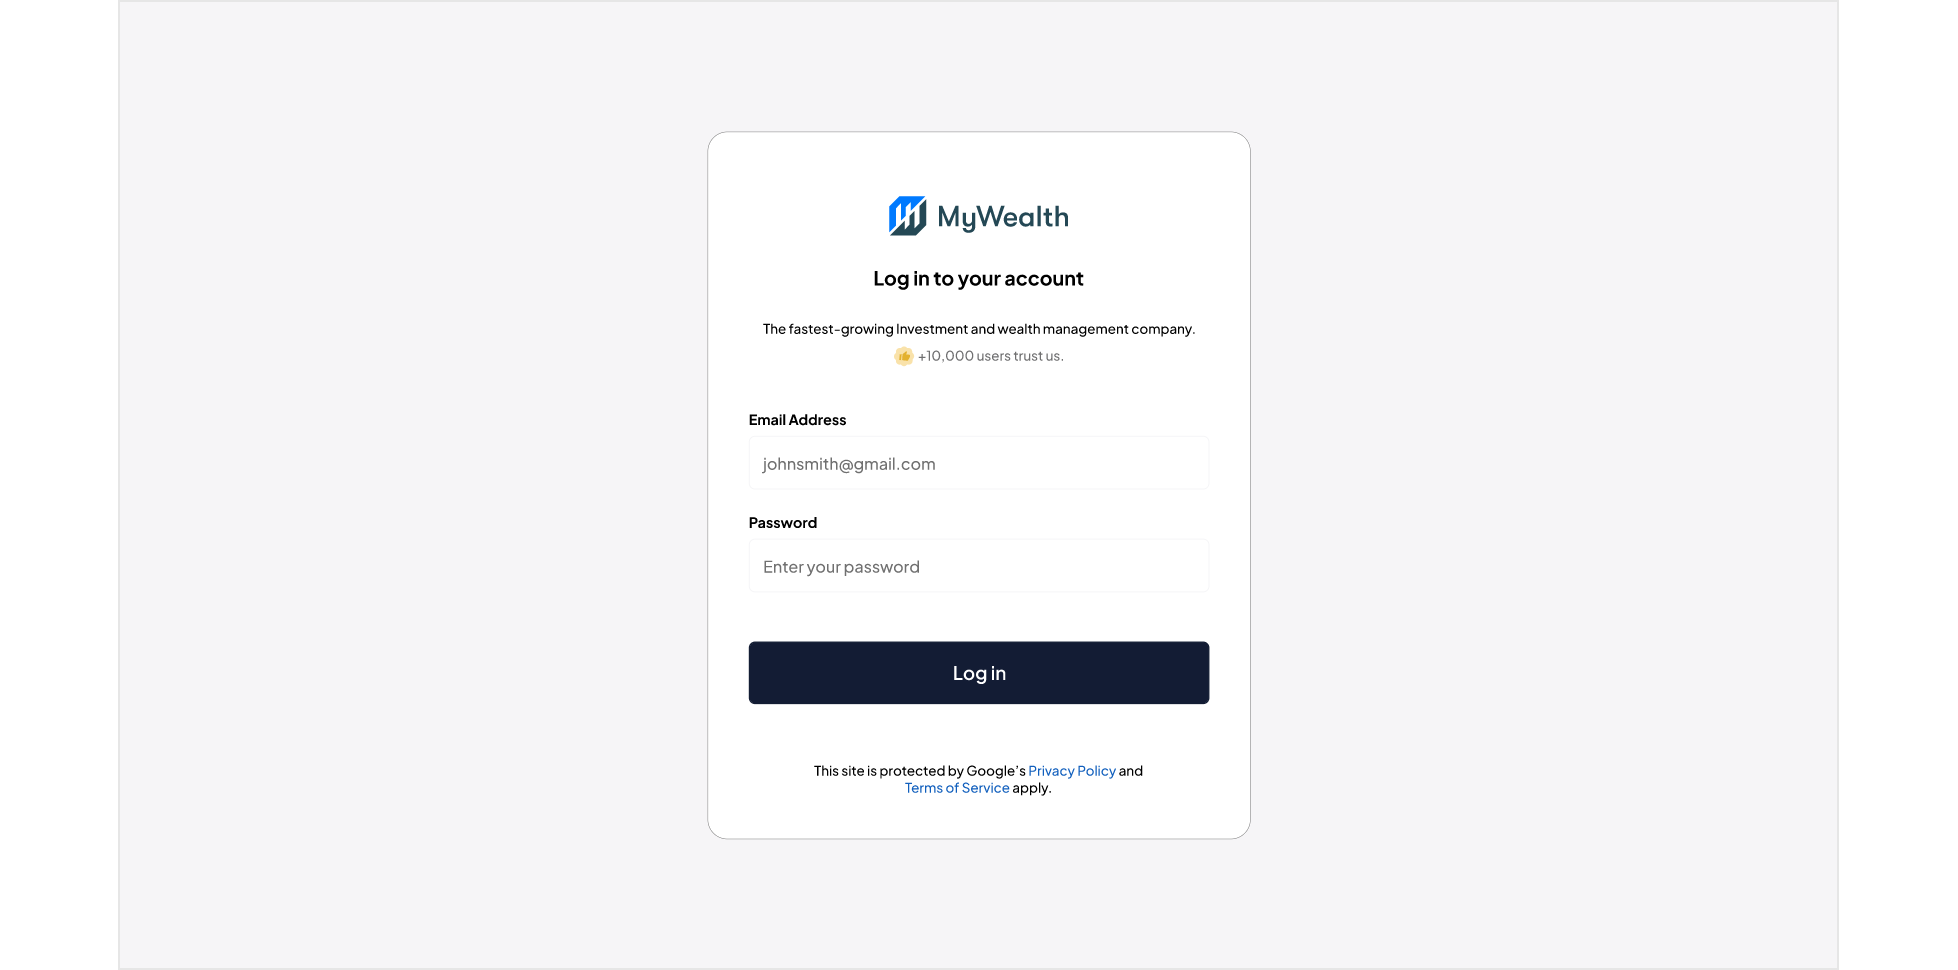 MyWealth
Log in to your account
The fastest-growing Investment and wealth management company.
+10,000 users trust us.
Email Address
johnsmith@gmail.com
Password
Enter your password
Log in
This site is protected by Google’s Privacy Policy and
Terms of Service apply.